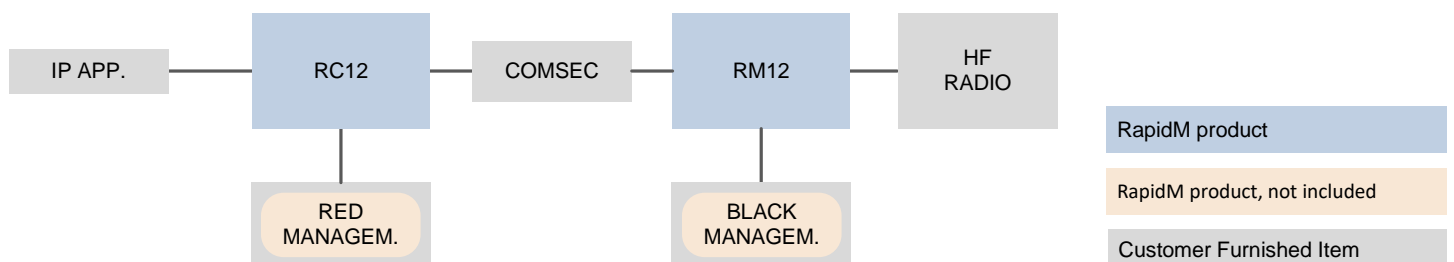 IP APP.
RC12
COMSEC
RM12
HF
RADIO
RED
MANAGEM.
BLACK
MANAGEM.
RapidM product
RapidM product, not included
Customer Furnished Item